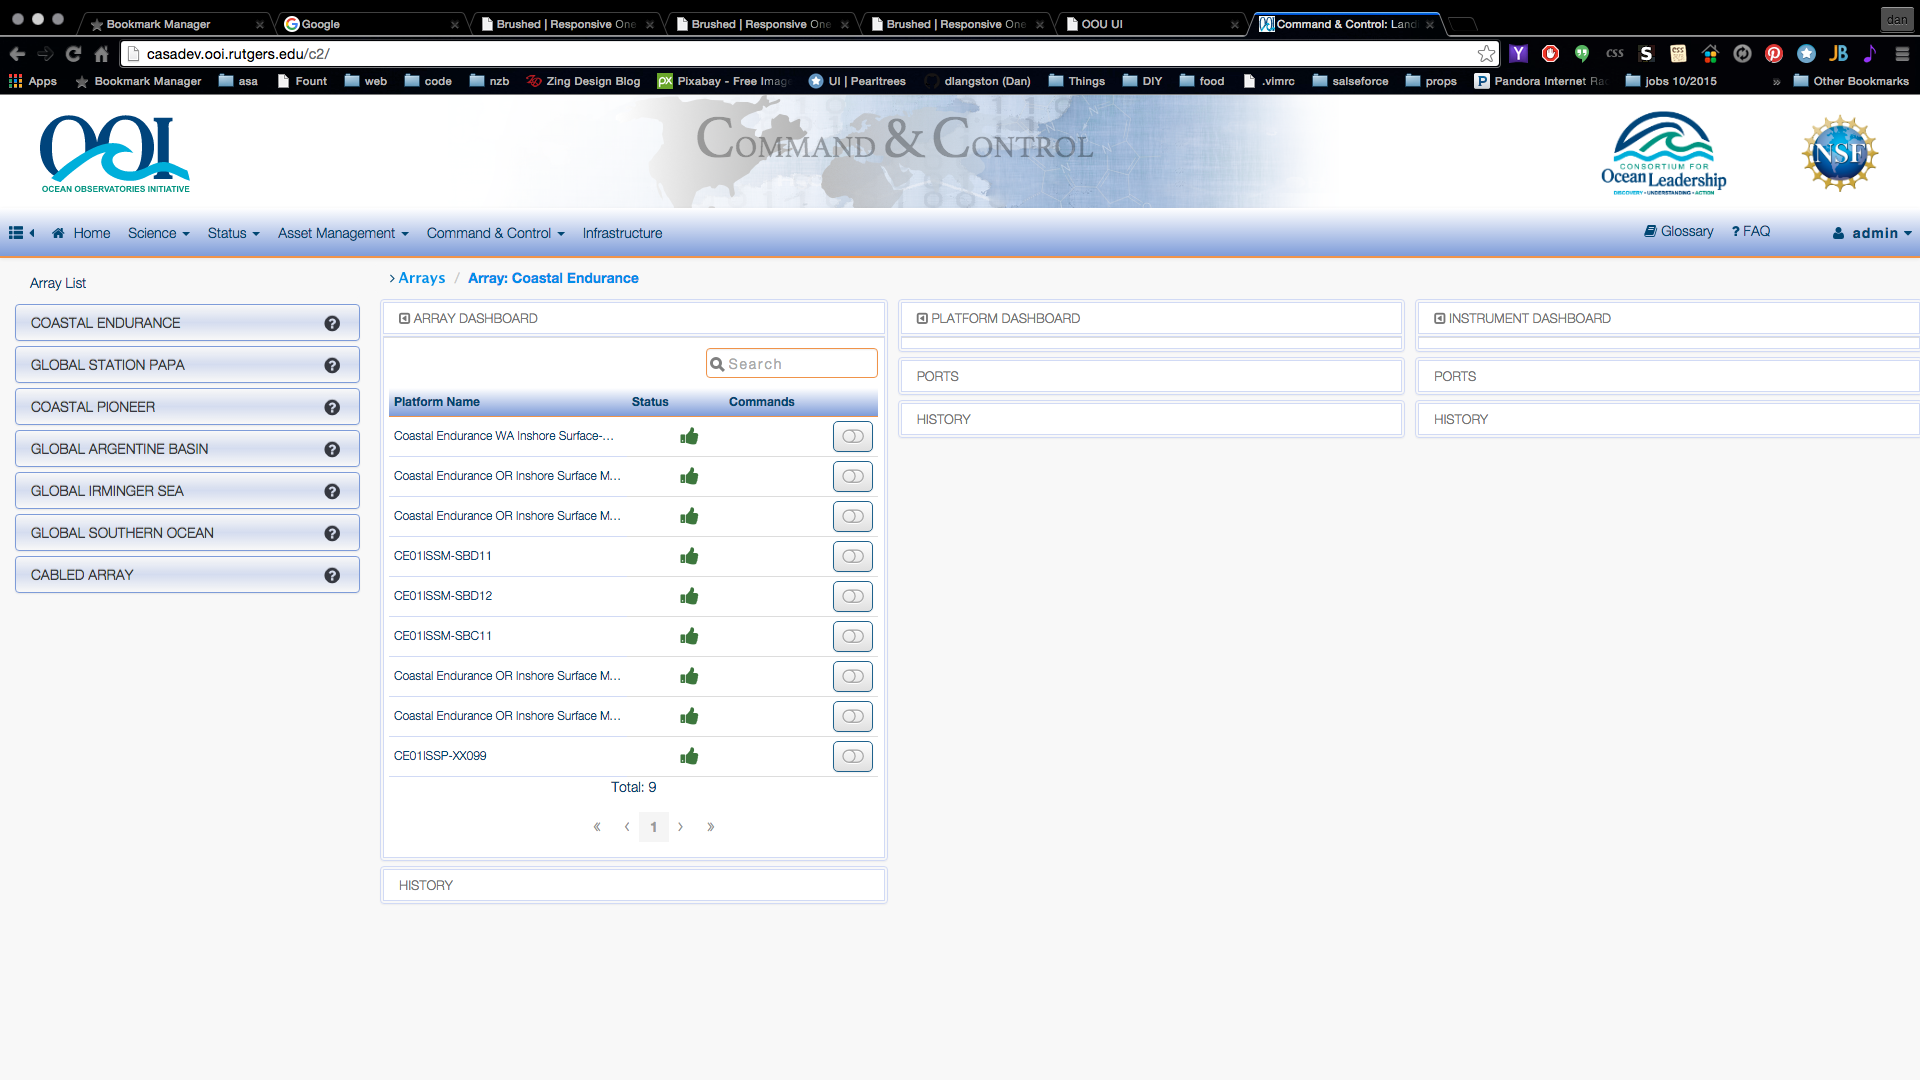 Bookmark Manager
Google
Brushed | Responsive One
Brushed | Responsive One
Brushed | Responsive One
OOU UI
Command & Control: Land
dan
casadev.ooi.rutgers.edu/c2/
Apps
Bookmark Manager
asa
Fount
web
code
nzb
Zing Design Blog
Pixabay - Free Imag
UI | Pearltrees
dlangston (Dan)
Things
DIY
food
.vimrc
salseforce
props
Pandora Internet Ra
jobs 10/2015
»
Other Bookmarks
OOI
OCEAN OBSERVATORIES INITIATIVE
COMMAND & CONTROL
CONSORTIUM FOR
Ocean Leadership
DISCOVERY • UNDERSTANDING • ACTION
NSF
Home
Science
Status
Asset Management
Command & Control
Infrastructure
Glossary
? FAQ
admin
Array List
COASTAL ENDURANCE
GLOBAL STATION PAPA
COASTAL PIONEER
GLOBAL ARGENTINE BASIN
GLOBAL IRMINGER SEA
GLOBAL SOUTHERN OCEAN
CABLED ARRAY
> Arrays / Array: Coastal Endurance
ARRAY DASHBOARD
Search
Platform Name Status Commands
Coastal Endurance WA Inshore Surface-...
Coastal Endurance OR Inshore Surface M...
Coastal Endurance OR Inshore Surface M...
CE01ISSM-SBD11
CE01ISSM-SBD12
CE01ISSM-SBC11
Coastal Endurance OR Inshore Surface M...
Coastal Endurance OR Inshore Surface M...
CE01ISSP-XX099
Total: 9
« ‹ 1 › »
HISTORY
PLATFORM DASHBOARD
PORTS
HISTORY
INSTRUMENT DASHBOARD
PORTS
HISTORY